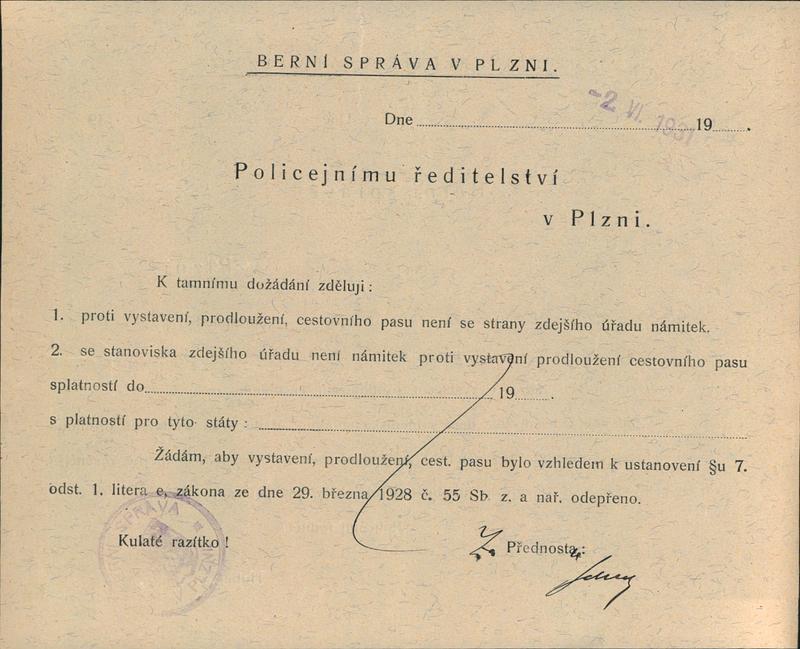 BERNÍ SPRÁVA V PLZNI.
-2. VI. 1931
Dne 19 .
Policejnímu ředitelství
v Plzni.
K tamnímu dožádání zděluji:
1. proti vystavení, prodloužení, cestovního pasu není se strany zdejšího úřadu námitek.
2. se stanoviska zdejšího úřadu není námitek proti vystavení prodloužení cestovního pasu
splatností do 19 .
s platností pro tyto státy:
Žádám, aby vystavení, prodloužení, cest. pasu bylo vzhledem k ustanovení §u 7.
odst. 1. litera e, zákona ze dne 29. března 1928 č. 55 Sb z. a nař. odepřeno.
SPRÁVA
Kulaté razítko! Přednosta: